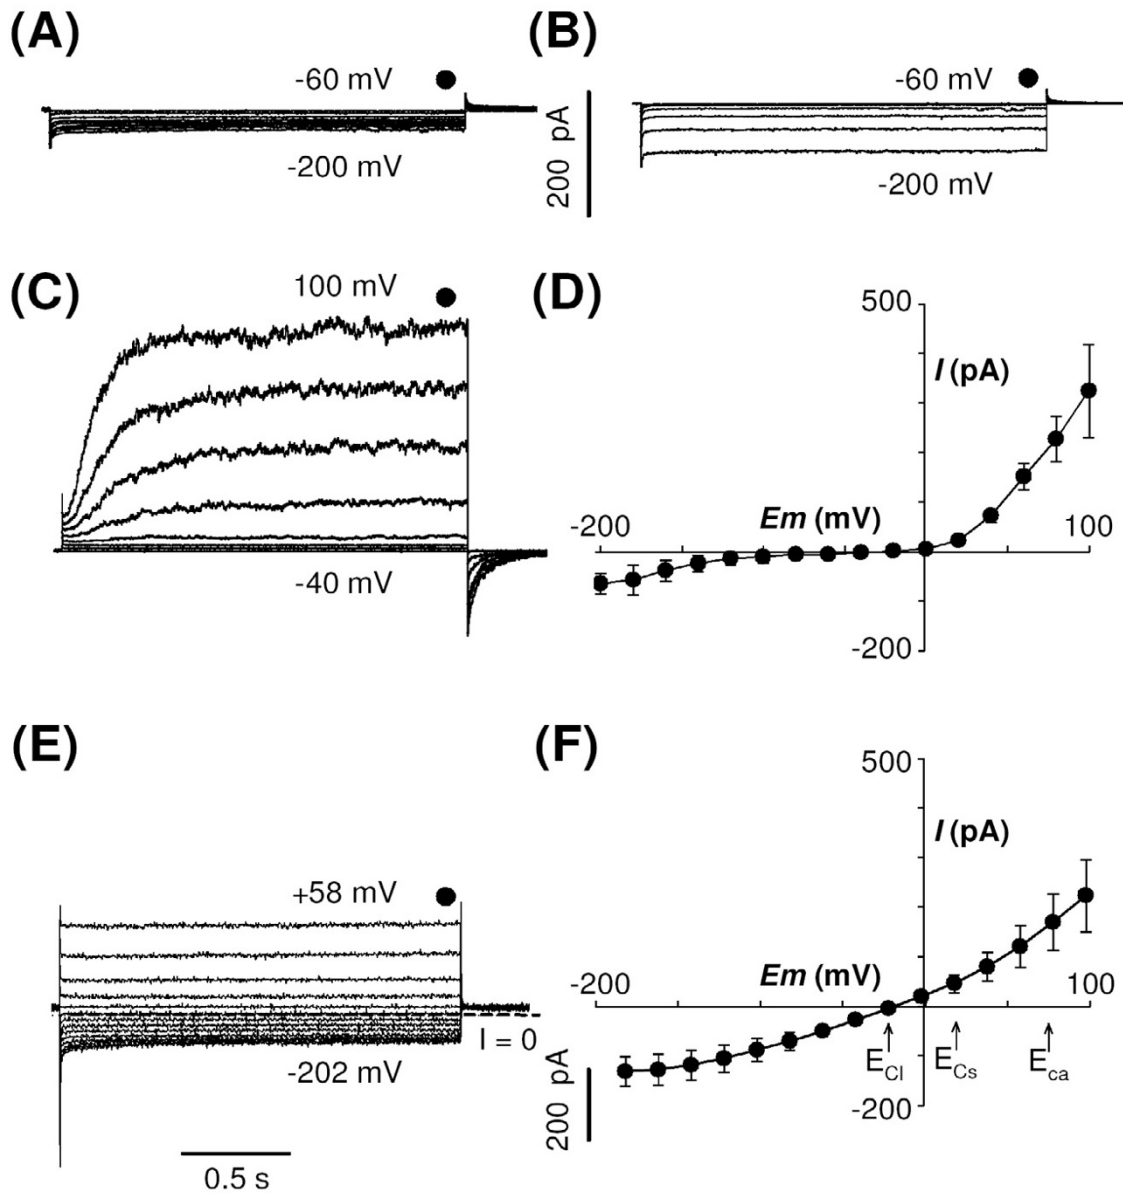 (A)
-60 mV
-200 mV
(B)
-60 mV
200 pA
-200 mV
(C)
100 mV
-40 mV
(D)
500
I (pA)
-200
Em (mV)
100
-200
(E)
+58 mV
I = 0
-202 mV
0.5 s
(F)
500
I (pA)
-200
Em (mV)
100
ECl
ECs
Eca
200 pA
-200